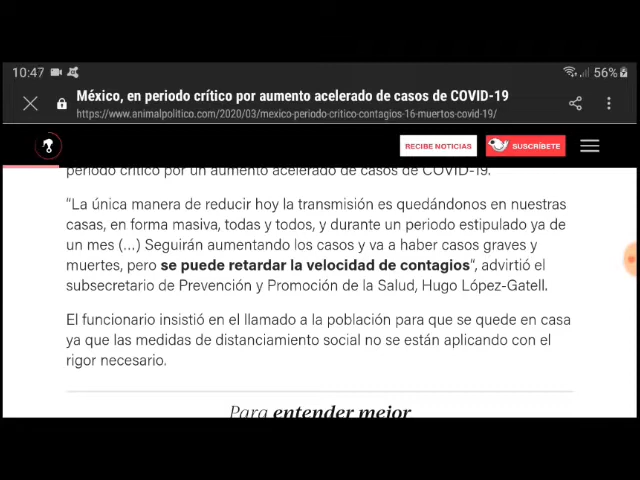 10:47
56%
México, en periodo crítico por aumento acelerado de casos de COVID-19
https://www.animalpolitico.com/2020/03/mexico-periodo-critico-contagios-16-muertos-covid-19/
RECIBE NOTICIAS
SUSCRÍBETE
periodo crítico por un aumento acelerado de casos de COVID-19.
"La única manera de reducir hoy la transmisión es quedándonos en nuestras
casas, en forma masiva, todas y todos, y durante un periodo estipulado ya de
un mes (...) Seguirán aumentando los casos y va a haber casos graves y
muertes, pero se puede retardar la velocidad de contagios", advirtió el
subsecretario de Prevención y Promoción de la Salud, Hugo López-Gatell.
El funcionario insistió en el llamado a la población para que se quede en casa
ya que las medidas de distanciamiento social no se están aplicando con el
rigor necesario.
Para entender mejor